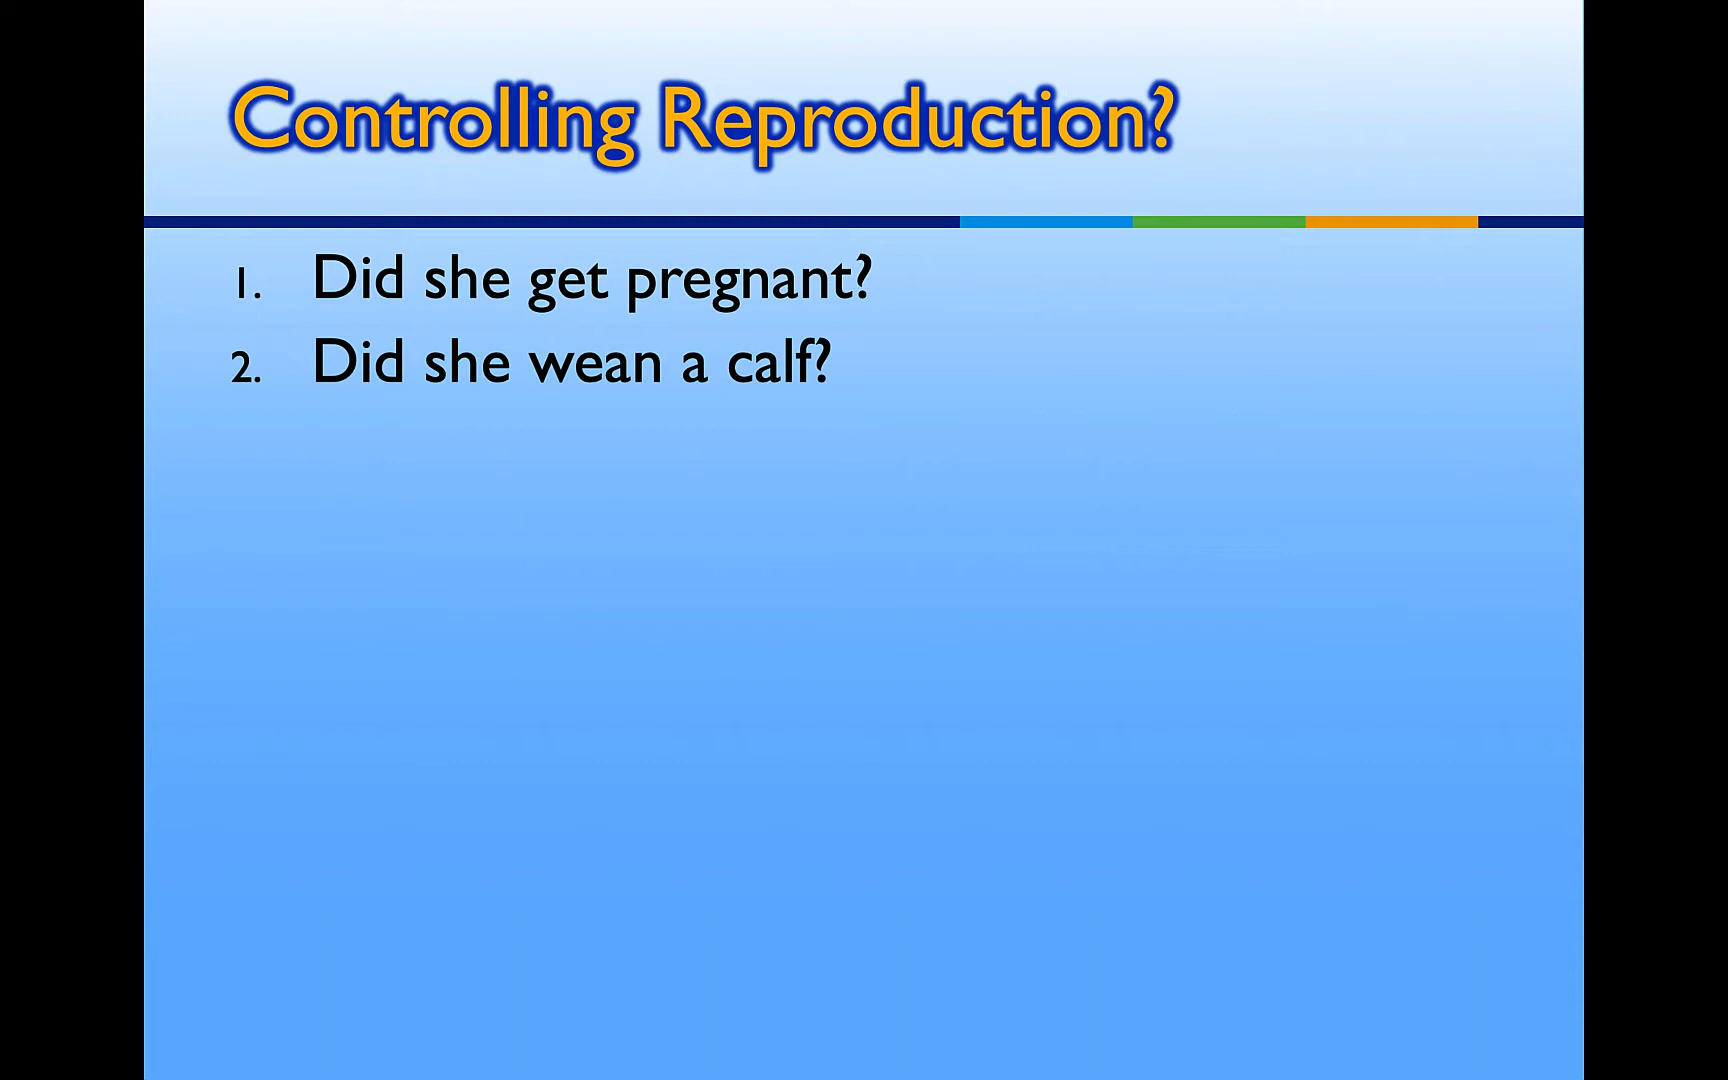 Controlling Reproduction?
1. Did she get pregnant?
2. Did she wean a calf?